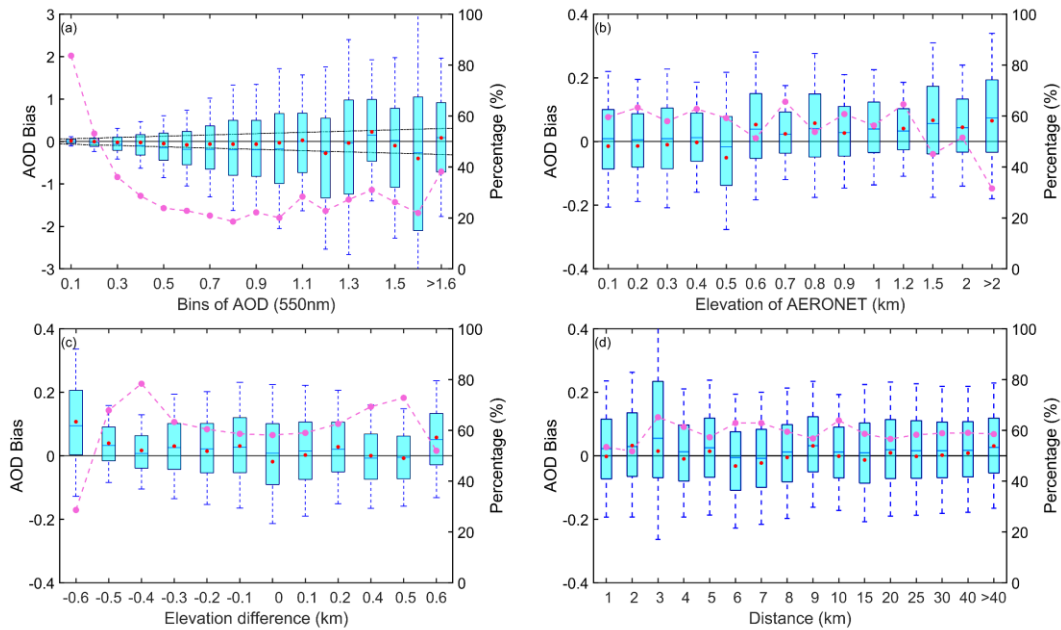 (a)
3
2
1
0
-1
-2
-3
AOD Bias
100
80
60
40
20
0
Percentage (%)
0.1 0.3 0.5 0.7 0.9 1.1 1.3 1.5 >1.6
Bins of AOD (550nm)
(b)
0.4
0.2
0
-0.2
-0.4
AOD Bias
100
80
60
40
20
0
Percentage (%)
0.1 0.2 0.3 0.4 0.5 0.6 0.7 0.8 0.9 1 1.2 1.5 2 >2
Elevation of AERONET (km)
(c)
0.4
0.2
0
-0.2
-0.4
AOD Bias
100
80
60
40
20
0
Percentage (%)
-0.6 -0.5 -0.4 -0.3 -0.2 -0.1 0 0.1 0.2 0.4 0.5 0.6
Elevation difference (km)
(d)
0.4
0.2
0
-0.2
-0.4
AOD Bias
100
80
60
40
20
0
Percentage (%)
1 2 3 4 5 6 7 8 9 10 15 20 25 30 40 >40
Distance (km)